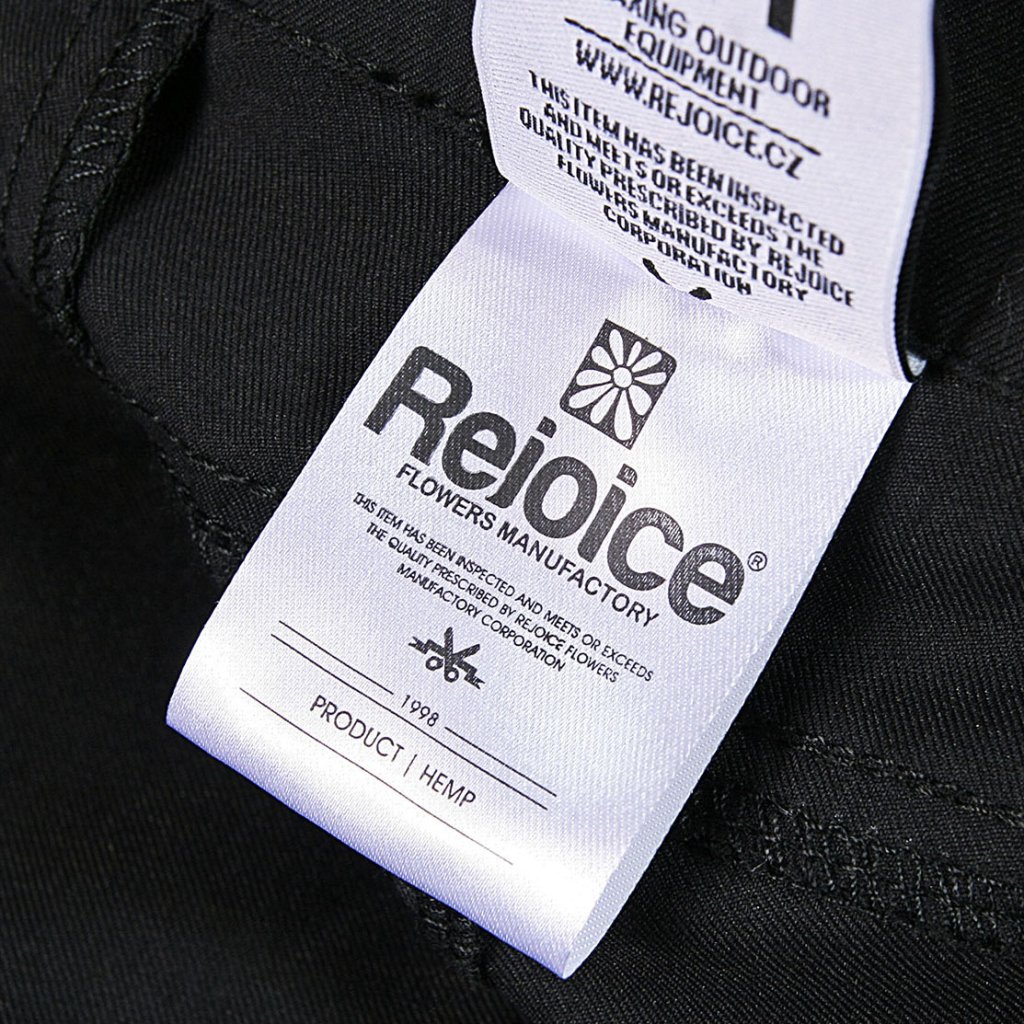 XING OUTDOOR
EQUIPMENT
WWW.REJOICE.CZ
THIS ITEM HAS BEEN INSPECTED
AND MEETS OR EXCEEDS THE
QUALITY PRESCRIBED BY REJOICE
FLOWERS MANUFACTORY
CORPORATION
Rejoice®
FLOWERS MANUFACTORY
THIS ITEM HAS BEEN INSPECTED AND MEETS OR EXCEEDS
THE QUALITY PRESCRIBED BY REJOICE FLOWERS
MANUFACTORY CORPORATION
1998
PRODUCT | HEMP